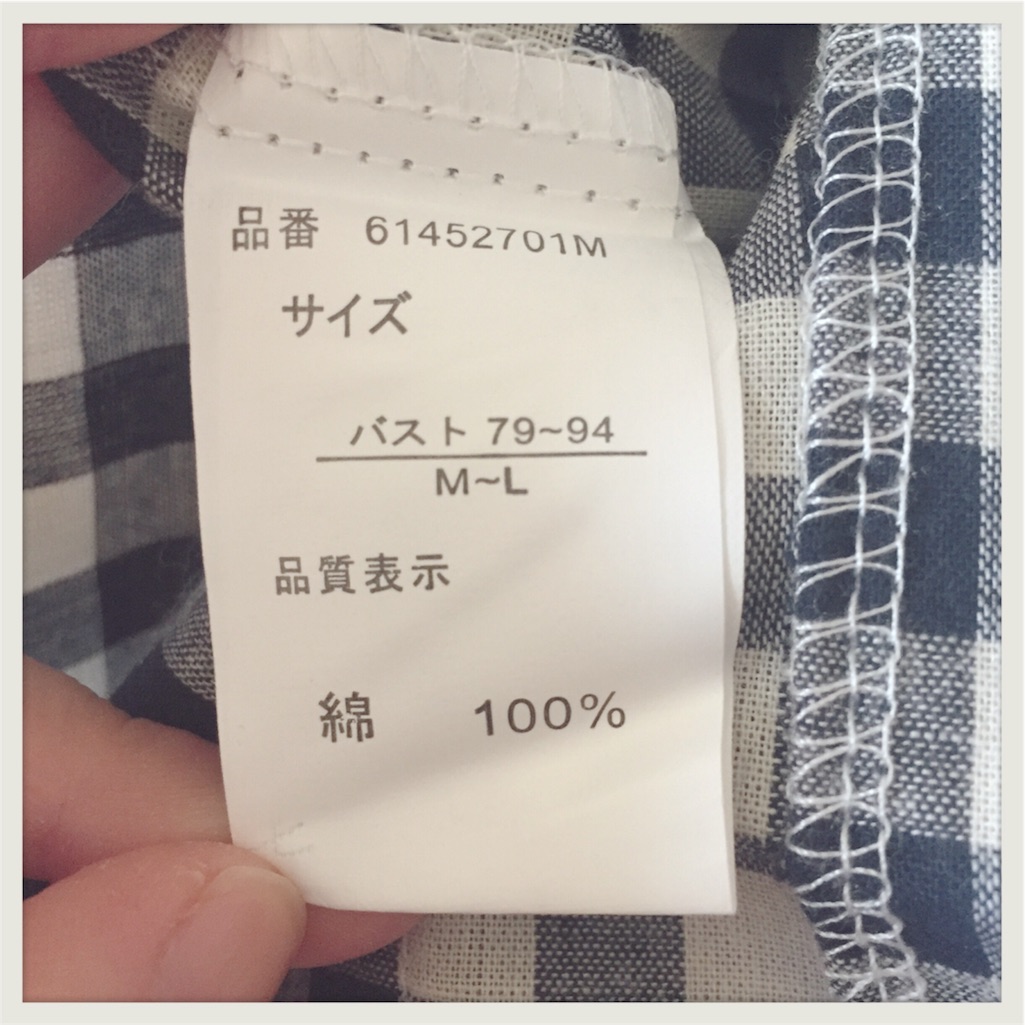 品番 61452701M
サイズ
バスト 79~94
M~L
品質表示
綿 100%